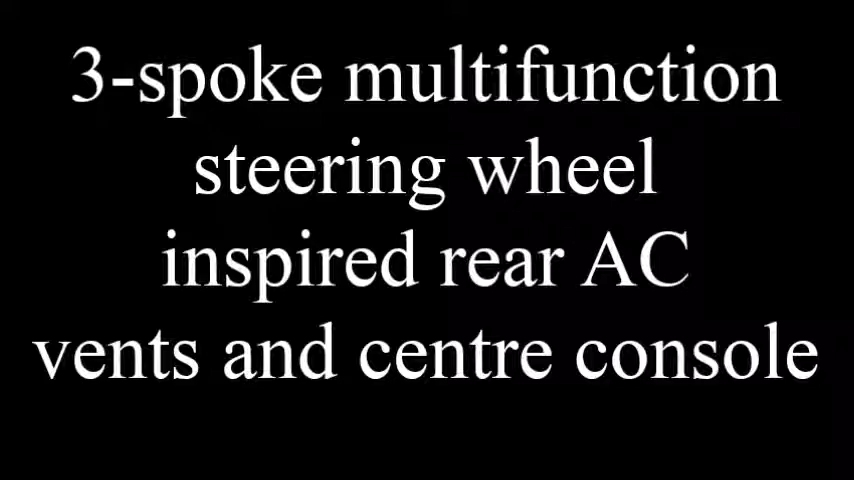 3-spoke multifunction
steering wheel
inspired rear AC
vents and centre console